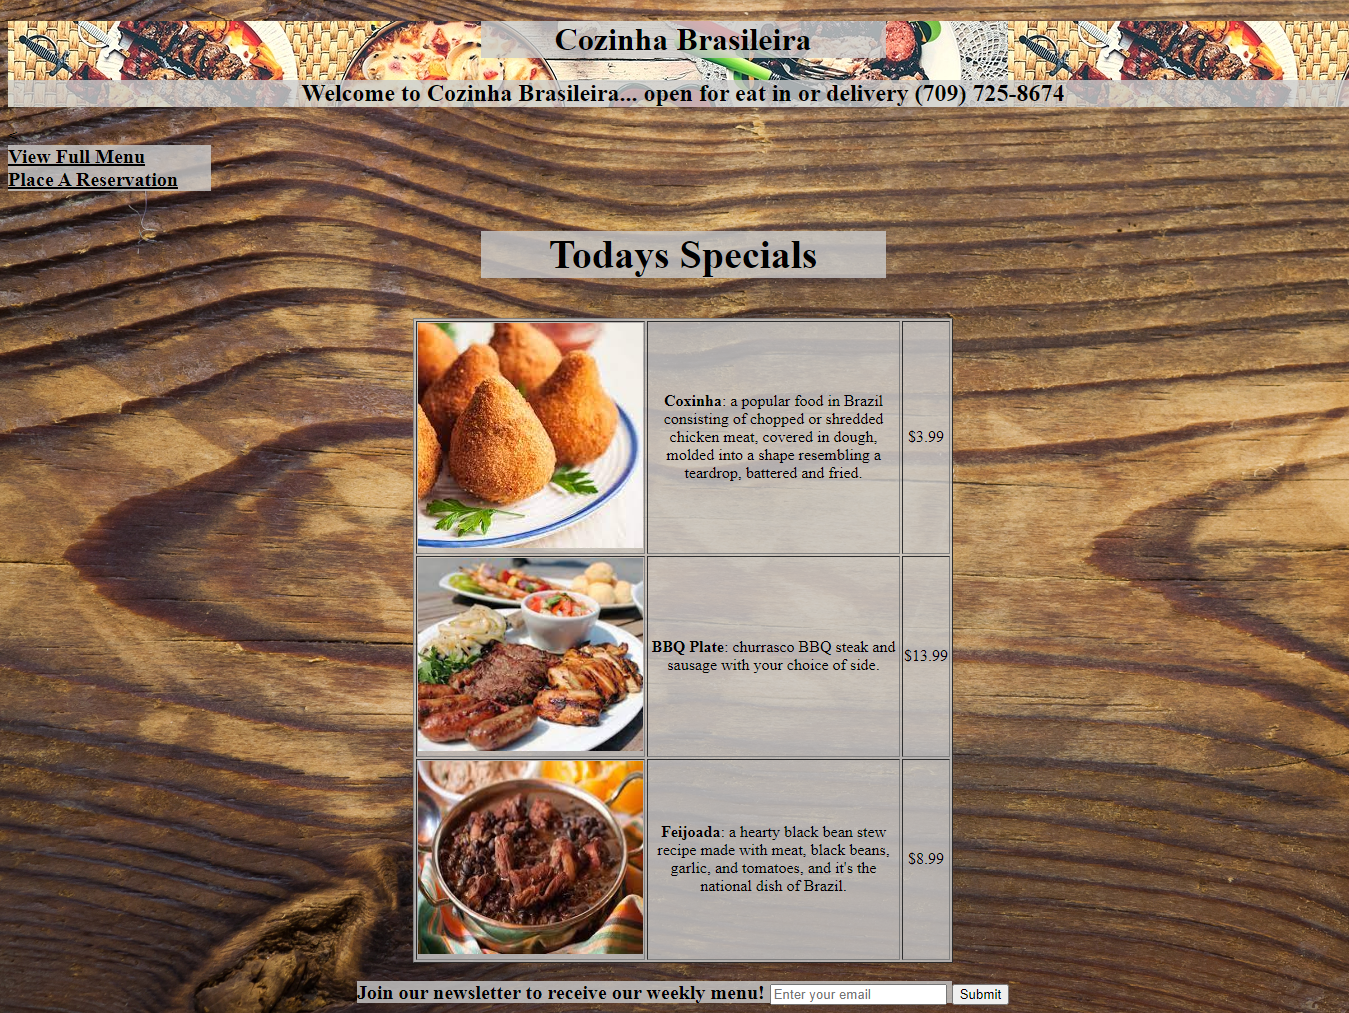 Cozinha Brasileira
Welcome to Cozinha Brasileira... open for eat in or delivery (709) 725-8674
View Full Menu
Place A Reservation
Todays Specials
Coxinha: a popular food in Brazil
consisting of chopped or shredded
chicken meat, covered in dough,
molded into a shape resembling a
teardrop, battered and fried.
$3.99
BBQ Plate: churrasco BBQ steak and
sausage with your choice of side.
$13.99
Feijoada: a hearty black bean stew
recipe made with meat, black beans,
garlic, and tomatoes, and it's the
national dish of Brazil.
$8.99
Join our newsletter to receive our weekly menu! Enter your email Submit